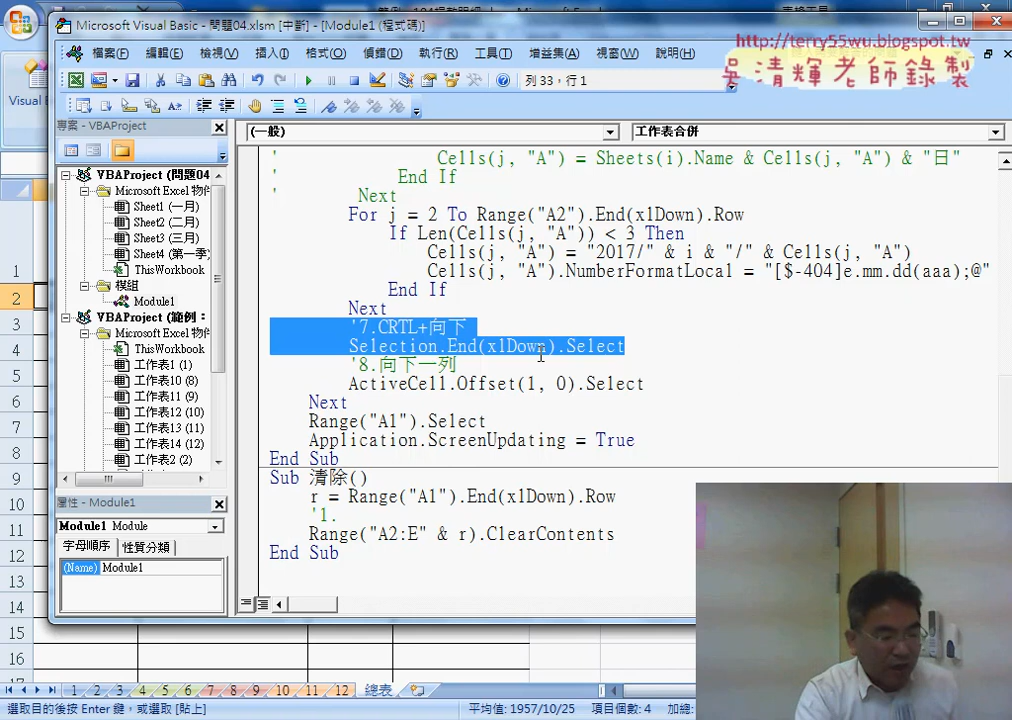 範例
Microsoft Visual Basic - 問題04.xlsm [中斷] - [Module1 (程式碼)]
http://terry55wu.blogspot.tw
吳清輝老師錄製
檔案(F) 編輯(E) 檢視(V) 插入(I) 格式(O) 偵錯(D) 執行(R) 工具(T) 增益集(A) 視窗(W) 說明(H)
列 33，行 1
Visual B
專案 - VBAProject
(一般)
工作表合併
VBAProject (問題04
Microsoft Excel 物件
Sheet1 (一月)
Sheet2 (二月)
Sheet3 (三月)
Sheet4 (第一季
ThisWorkbook
模組
Module1
VBAProject (範例：
Microsoft Excel 物件
ThisWorkbook
工作表1 (1)
工作表10 (8)
工作表11 (9)
工作表12 (10)
工作表13 (11)
工作表14 (12)
工作表2 (2)
屬性 - Module1
Module1 Module
字母順序 性質分類
(Name) Module1
' Cells(j, "A") = Sheets(i).Name & Cells(j, "A") & "日"
' End If
' Next
For j = 2 To Range("A2").End(xlDown).Row
If Len(Cells(j, "A")) < 3 Then
Cells(j, "A") = "2017/" & i & "/" & Cells(j, "A")
Cells(j, "A").NumberFormatLocal = "[$-404]e.mm.dd(aaa);@"
End If
Next
'7.CRTL+向下
Selection.End(xlDown).Select
'8.向下一列
ActiveCell.Offset(1, 0).Select
Next
Range("A1").Select
Application.ScreenUpdating = True
End Sub
Sub 清除()
r = Range("A1").End(xlDown).Row
'1.
Range("A2:E" & r).ClearContents
End Sub
1
2
3
4
5
6
7
8
9
10
11
12
13
14
15
16
1 2 3 4 5 6 7 8 9 10 11 12 總表
選取目的後按 Enter 鍵，或選取 [貼上]
平均值: 1957/10/25 項目個數: 4 加總: